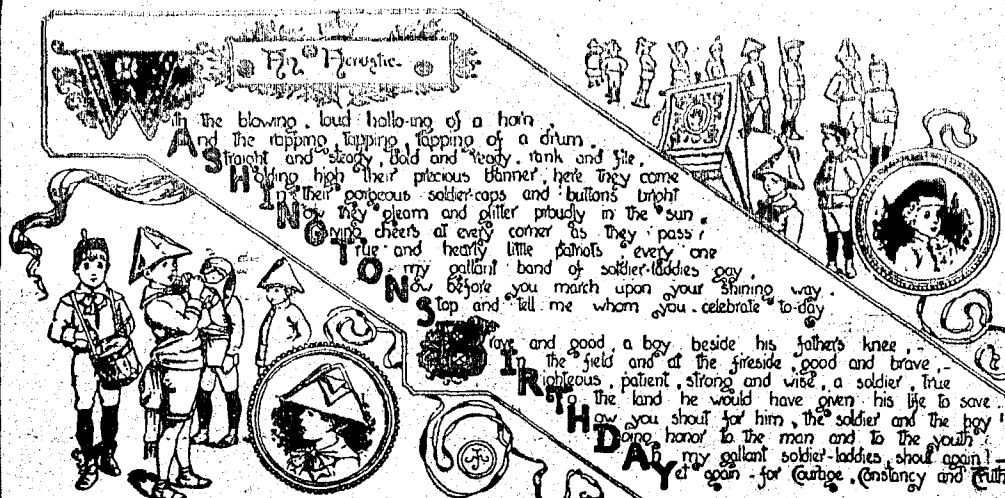 An Acrostic.
With the blowing, loud hallo-ing of a horn,
And the rapping, tapping, tapping of a drum,
Straight and steady, bold and ready, rank and file,
Holding high their precious banner, here they come
In their gorgeous soldier-caps and buttons bright
Now they gleam and glitter proudly in the sun,
Giving cheers at every corner as they pass,
True and hearty little patriots every one
O my gallant band of soldier-laddies gay,
Now before you march upon your shining way,
Stop and tell me whom you celebrate to-day
Brave and good, a boy beside his father's knee,
In the field and at the fireside, good and brave,-
Righteous, patient, strong and wise, a soldier, true
To the land he would have given his life to save:
How you shout for him, the soldier and the boy!
Doing honor to the man and to the youth!
Ah my gallant soldier-laddies, shout again!-
Yet again-for Courage, Constancy and Truth